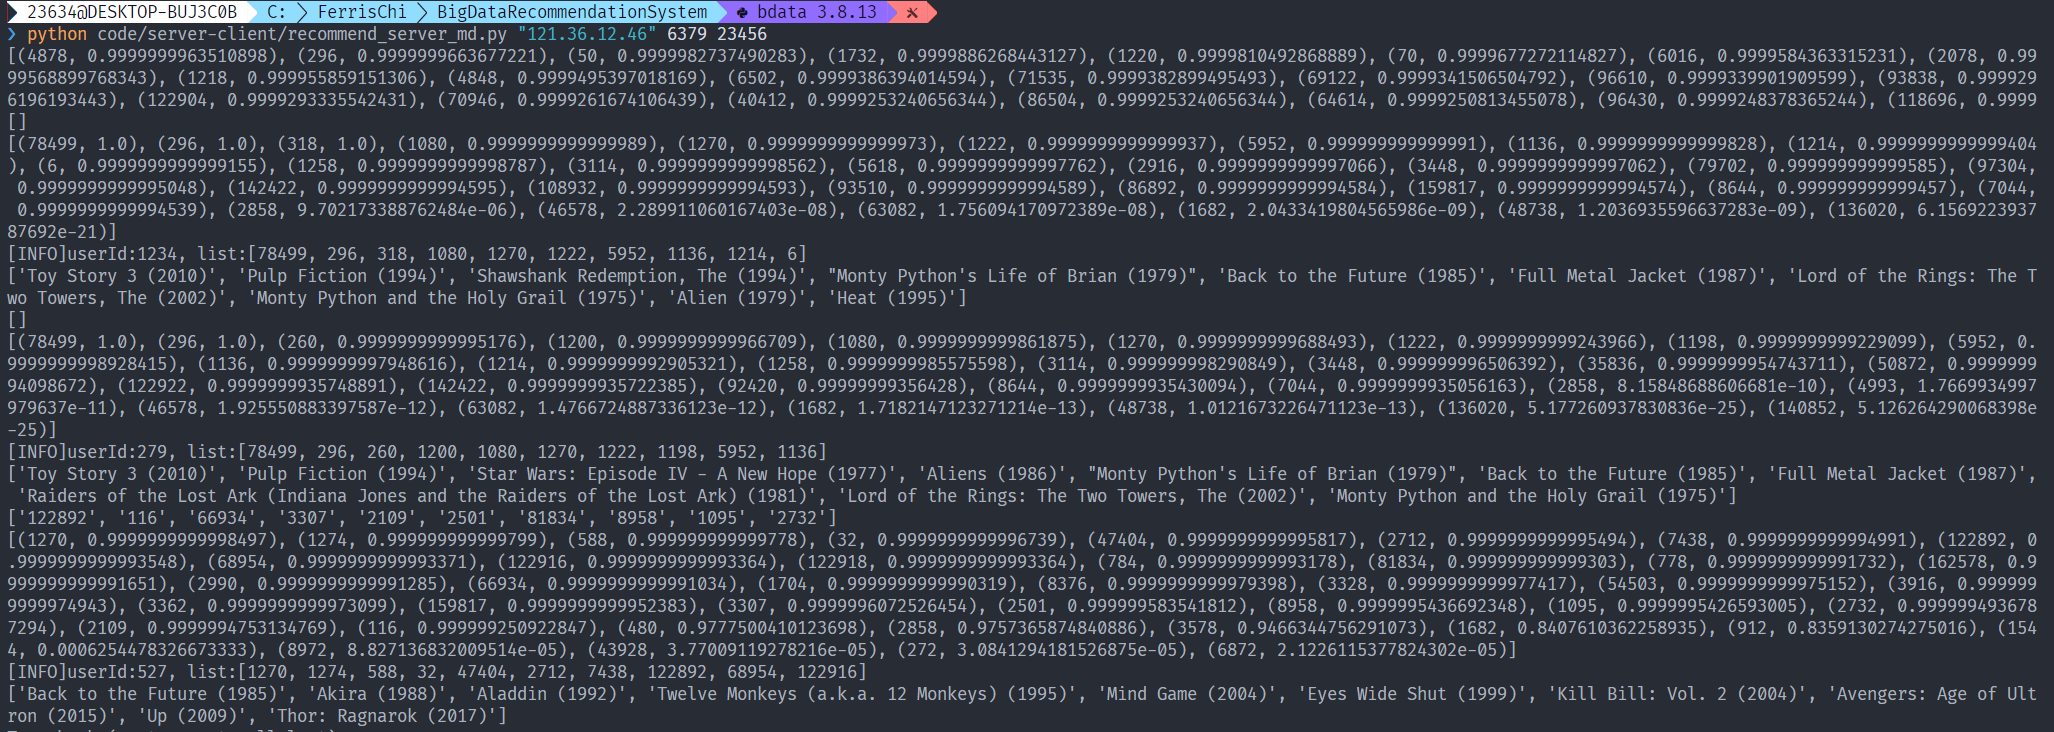 23634@DESKTOP-BUJ3C0B C: FerrisChi BigDataRecommendationSystem bdata 3.8.13
❯ python code/server-client/recommend_server_md.py "121.36.12.46" 6379 23456
[(4878, 0.9999999963510898), (296, 0.9999999663677221), (50, 0.9999982737490283), (1732, 0.9999886268443127), (1220, 0.9999810492868889), (70, 0.9999677272114827), (6016, 0.9999584363315231), (2078, 0.99
99568899768343), (1218, 0.999955859151306), (4848, 0.9999495397018169), (6502, 0.9999386394014594), (71535, 0.9999382899495493), (69122, 0.9999341506504792), (96610, 0.9999339901909599), (93838, 0.999929
6196193443), (122904, 0.9999293335542431), (70946, 0.9999261674106439), (40412, 0.9999253240656344), (86504, 0.9999253240656344), (64614, 0.9999250813455078), (96430, 0.9999248378365244), (118696, 0.9999
[]
[(78499, 1.0), (296, 1.0), (318, 1.0), (1080, 0.9999999999999989), (1270, 0.9999999999999973), (1222, 0.9999999999999937), (5952, 0.999999999999991), (1136, 0.9999999999999828), (1214, 0.9999999999999404
), (6, 0.9999999999999155), (1258, 0.9999999999998787), (3114, 0.9999999999998562), (5618, 0.9999999999997762), (2916, 0.9999999999997066), (3448, 0.9999999999997062), (79702, 0.999999999999585), (97304,
0.9999999999995048), (142422, 0.9999999999994595), (108932, 0.9999999999994593), (93510, 0.9999999999994589), (86892, 0.9999999999994584), (159817, 0.9999999999994574), (8644, 0.999999999999457), (7044,
0.9999999999994539), (2858, 9.702173388762484e-06), (46578, 2.289911060167403e-08), (63082, 1.756094170972389e-08), (1682, 2.0433419804565986e-09), (48738, 1.2036935596637283e-09), (136020, 6.1569223937
87692e-21)]
[INFO]userId:1234, list:[78499, 296, 318, 1080, 1270, 1222, 5952, 1136, 1214, 6]
['Toy Story 3 (2010)', 'Pulp Fiction (1994)', 'Shawshank Redemption, The (1994)', "Monty Python's Life of Brian (1979)", 'Back to the Future (1985)', 'Full Metal Jacket (1987)', 'Lord of the Rings: The T
wo Towers, The (2002)', 'Monty Python and the Holy Grail (1975)', 'Alien (1979)', 'Heat (1995)']
[]
[(78499, 1.0), (296, 1.0), (260, 0.9999999999995176), (1200, 0.9999999999966709), (1080, 0.9999999999861875), (1270, 0.9999999999688493), (1222, 0.9999999999243966), (1198, 0.9999999999229099), (5952, 0.
9999999998928415), (1136, 0.9999999997948616), (1214, 0.9999999992905321), (1258, 0.9999999985575598), (3114, 0.999999998290849), (3448, 0.999999996506392), (35836, 0.9999999954743711), (50872, 0.99999999
94098672), (122922, 0.9999999935748891), (142422, 0.9999999935722385), (92420, 0.99999999356428), (8644, 0.9999999935430094), (7044, 0.9999999935056163), (2858, 8.15848688606681e-10), (4993, 1.7669934997
979637e-11), (46578, 1.925550883397587e-12), (63082, 1.4766724887336123e-12), (1682, 1.7182147123271214e-13), (48738, 1.0121673226471123e-13), (136020, 5.177260937830836e-25), (140852, 5.126264290068398e
-25)]
[INFO]userId:279, list:[78499, 296, 260, 1200, 1080, 1270, 1222, 1198, 5952, 1136]
['Toy Story 3 (2010)', 'Pulp Fiction (1994)', 'Star Wars: Episode IV - A New Hope (1977)', 'Aliens (1986)', "Monty Python's Life of Brian (1979)", 'Back to the Future (1985)', 'Full Metal Jacket (1987)',
'Raiders of the Lost Ark (Indiana Jones and the Raiders of the Lost Ark) (1981)', 'Lord of the Rings: The Two Towers, The (2002)', 'Monty Python and the Holy Grail (1975)']
['122892', '116', '66934', '3307', '2109', '2501', '81834', '8958', '1095', '2732']
[(1270, 0.9999999999998497), (1274, 0.999999999999799), (588, 0.999999999999778), (32, 0.9999999999996739), (47404, 0.9999999999995817), (2712, 0.9999999999995494), (7438, 0.9999999999994991), (122892, 0
.9999999999993548), (68954, 0.9999999999993371), (122916, 0.9999999999993364), (122918, 0.9999999999993364), (784, 0.9999999999993178), (81834, 0.999999999999303), (778, 0.9999999999991732), (162578, 0.9
999999999991651), (2990, 0.9999999999991285), (66934, 0.9999999999991034), (1704, 0.9999999999990319), (8376, 0.9999999999979398), (3328, 0.9999999999977417), (54503, 0.9999999999975152), (3916, 0.999999
9999974943), (3362, 0.9999999999973099), (159817, 0.9999999999952383), (3307, 0.9999996072526454), (2501, 0.999999583541812), (8958, 0.9999995436692348), (1095, 0.9999995426593005), (2732, 0.999999493678
7294), (2109, 0.9999994753134769), (116, 0.999999250922847), (480, 0.9777500410123698), (2858, 0.9757365874840886), (3578, 0.9466344756291073), (1682, 0.8407610362258935), (912, 0.8359130274275016), (154
4, 0.0006254478326673333), (8972, 8.827136832009514e-05), (43928, 3.77009119278216e-05), (272, 3.0841294181526875e-05), (6872, 2.1226115377824302e-05)]
[INFO]userId:527, list:[1270, 1274, 588, 32, 47404, 2712, 7438, 122892, 68954, 122916]
['Back to the Future (1985)', 'Akira (1988)', 'Aladdin (1992)', 'Twelve Monkeys (a.k.a. 12 Monkeys) (1995)', 'Mind Game (2004)', 'Eyes Wide Shut (1999)', 'Kill Bill: Vol. 2 (2004)', 'Avengers: Age of Ult
ron (2015)', 'Up (2009)', 'Thor: Ragnarok (2017)']